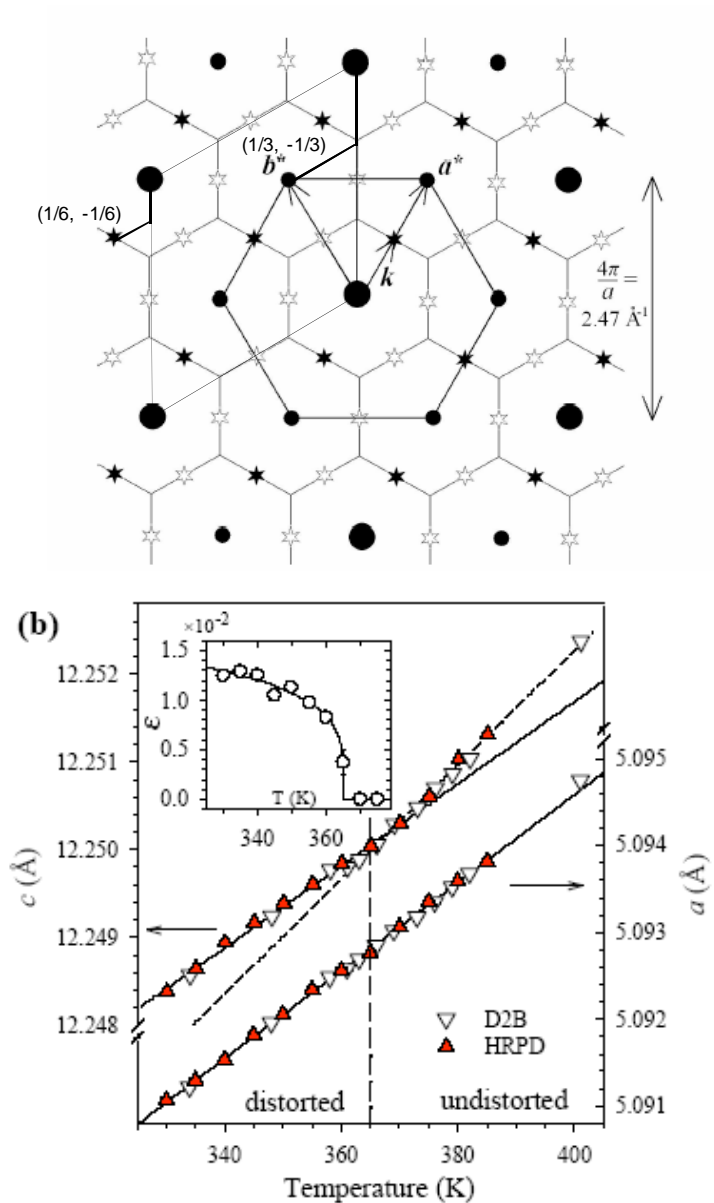 (1/3, -1/3)
b*
a*
(1/6, -1/6)
k
4π
a =
2.47 Å-1
(b)
×10-2
1.5
1.0
0.5
0.0
ε
T (K)
340
360
12.252
12.251
12.250
12.249
12.248
c (Å)
5.095
5.094
5.093
5.092
5.091
a (Å)
D2B
HRPD
distorted
undistorted
340
360
380
400
Temperature (K)